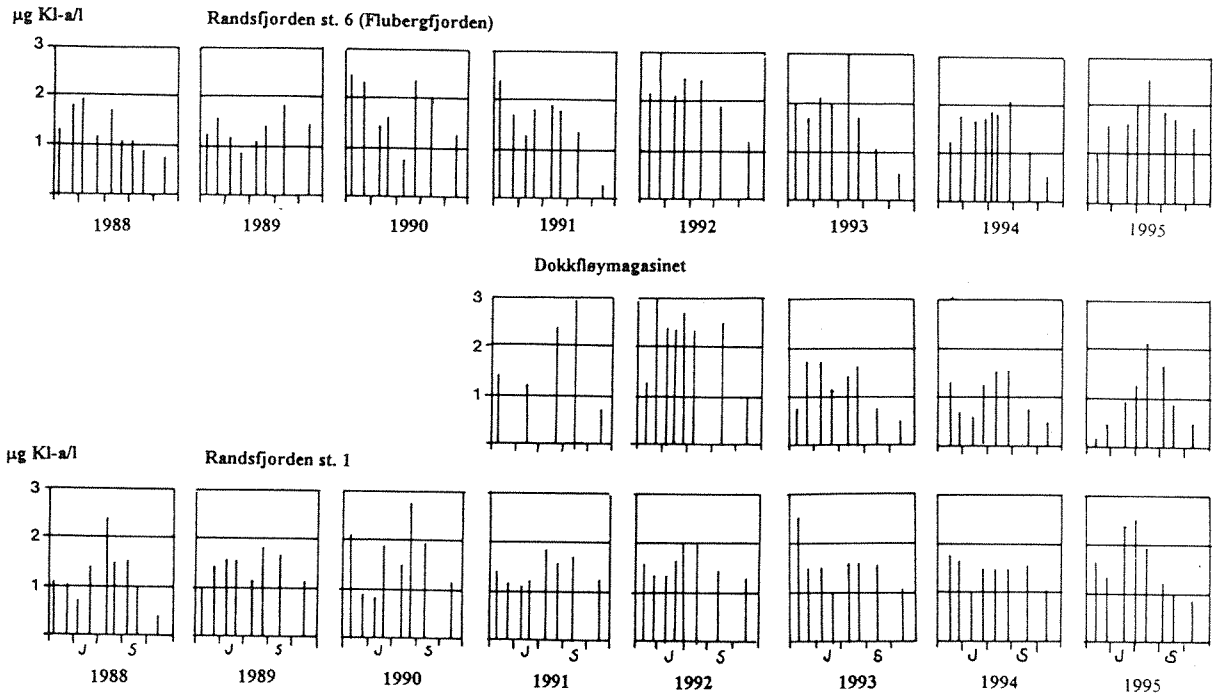 µg Kl-a/l
Randsfjorden st. 6 (Flubergfjorden)
3
2
1
1988 1989 1990 1991 1992 1993 1994 1995
Dokkfløymagasinet
3
2
1
µg Kl-a/l
Randsfjorden st. 1
3
2
1
J S J S J S J S J S J S J S J S
1988 1989 1990 1991 1992 1993 1994 1995